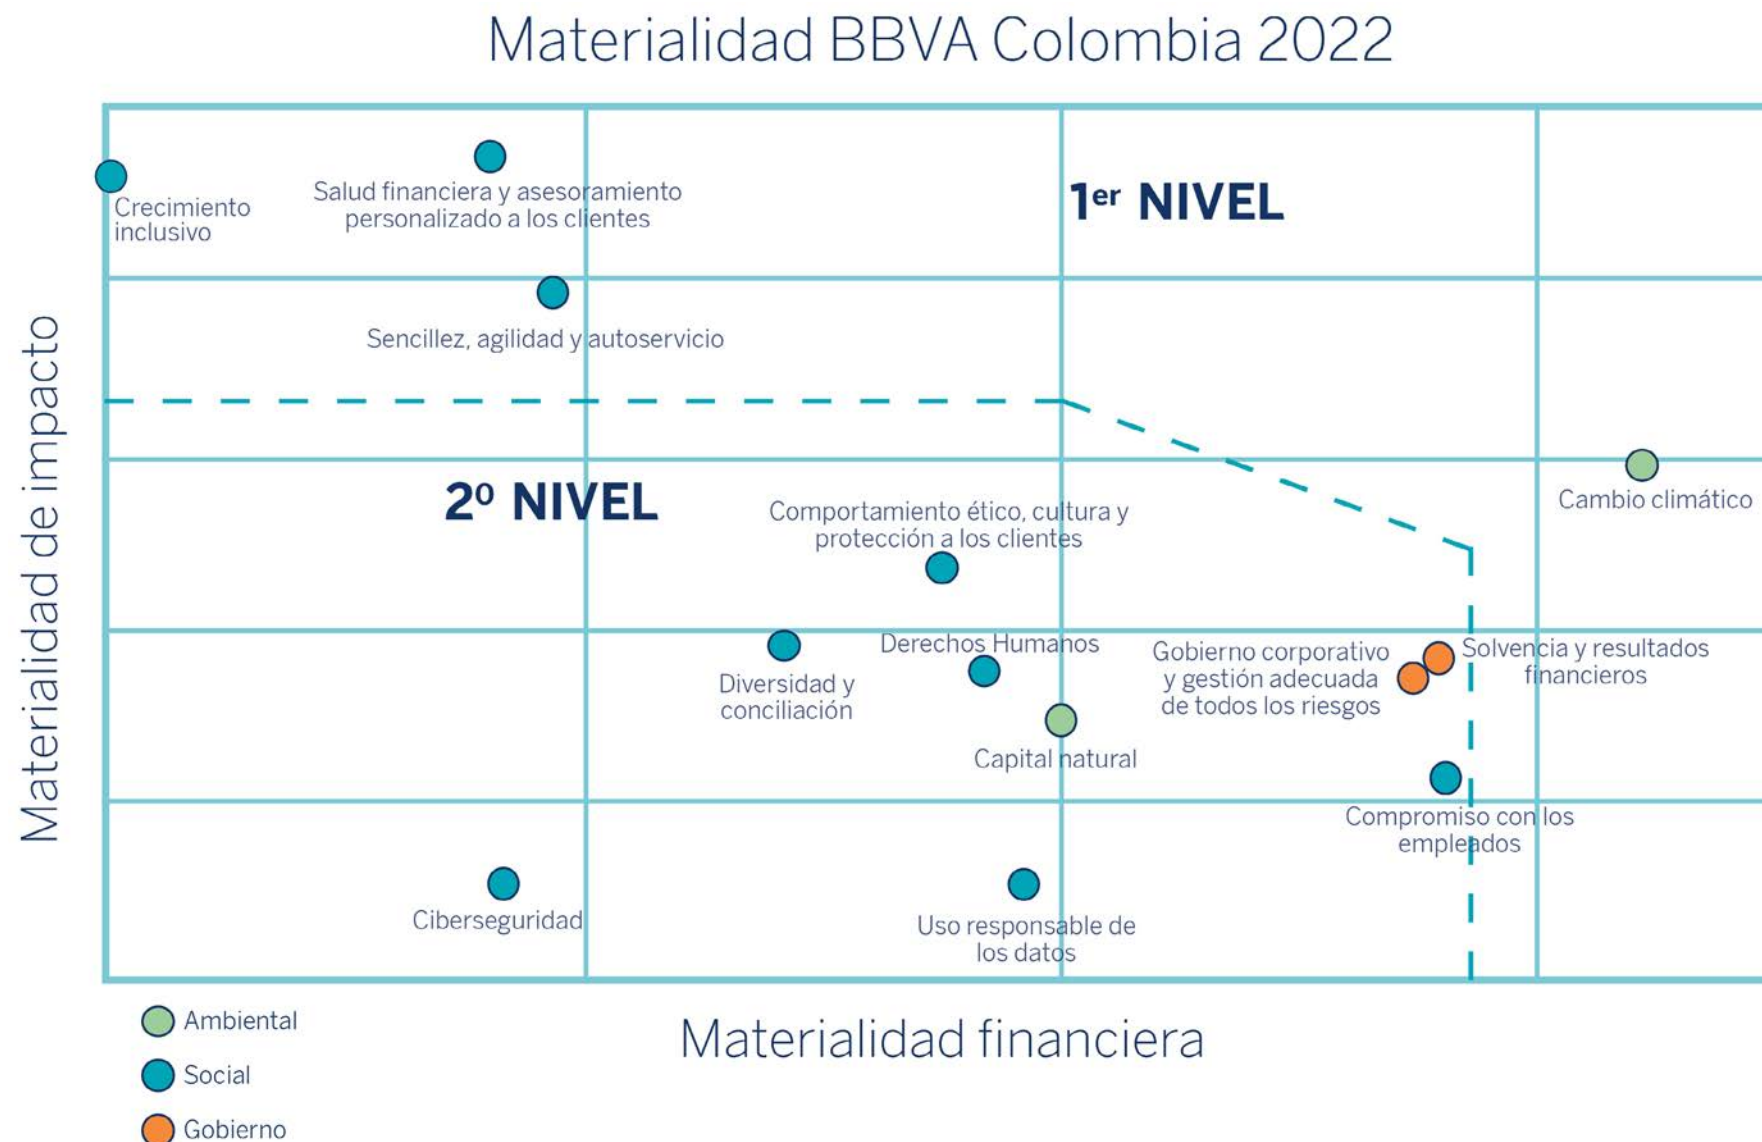 Materialidad BBVA Colombia 2022
Materialidad de impacto
Crecimiento
inclusivo
Salud financiera y asesoramiento
personalizado a los clientes
1er NIVEL
Sencillez, agilidad y autoservicio
2º NIVEL
Comportamiento ético, cultura y
protección a los clientes
Cambio climático
Diversidad y
conciliación
Derechos Humanos
Capital natural
Gobierno corporativo
y gestión adecuada
de todos los riesgos
Solvencia y resultados
financieros
Compromiso con los
empleados
Ciberseguridad
Uso responsable de
los datos
Materialidad financiera
Ambiental
Social
Gobierno